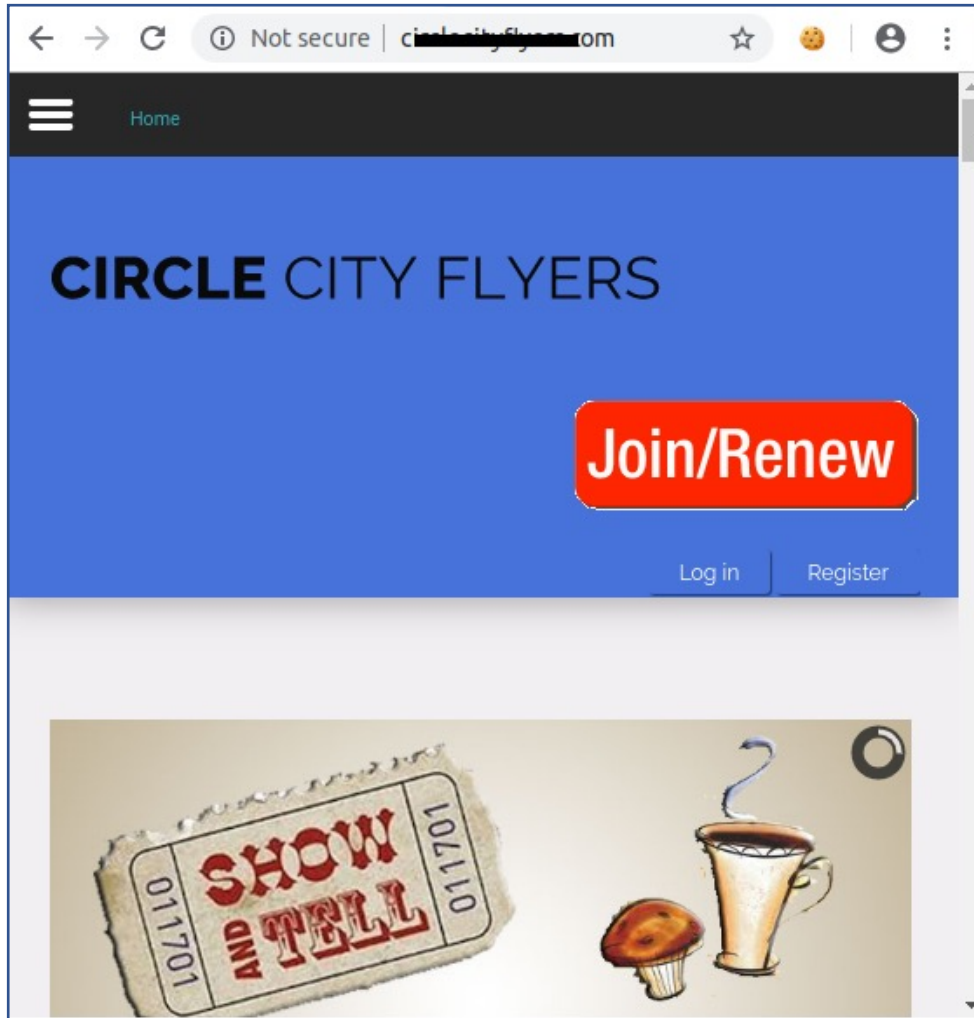 Not secure
Home
CIRCLE CITY FLYERS
Join/Renew
Log in
Register
SHOW
AND TELL
011701
011701